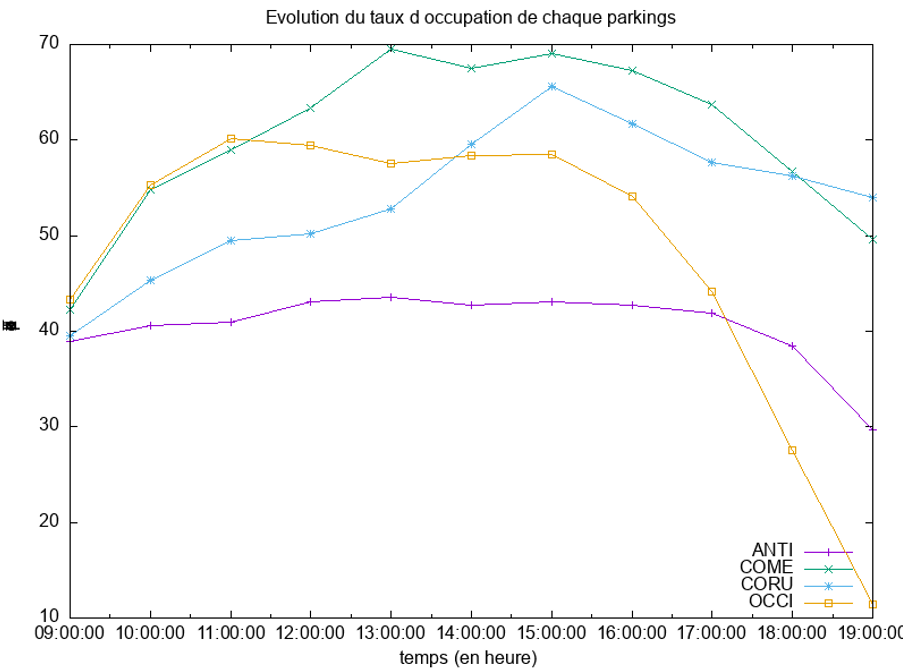 Evolution du taux d occupation de chaque parkings
70
60
50
40
30
20
10
09:00:00 10:00:00 11:00:00 12:00:00 13:00:00 14:00:00 15:00:00 16:00:00 17:00:00 18:00:00 19:00:00
temps (en heure)
ANTI
COME
CORU
OCCI